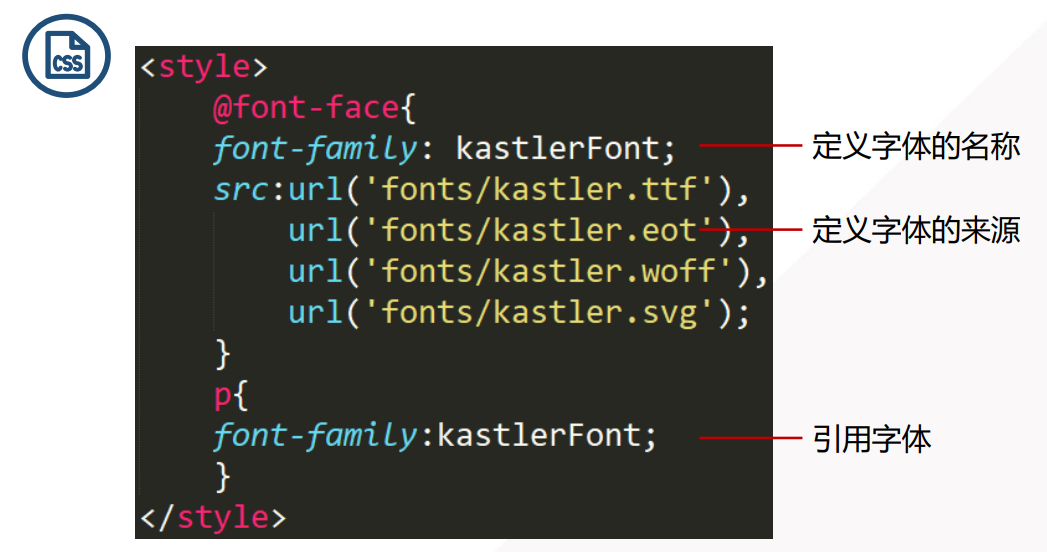 CSS
<style>
@font-face{
font-family: kastlerFont;
定义字体的名称
src:url('fonts/kastler.ttf'),
url('fonts/kastler.eot'),
定义字体的来源
url('fonts/kastler.woff'),
url('fonts/kastler.svg');
}
p{
font-family:kastlerFont;
引用字体
}
</style>